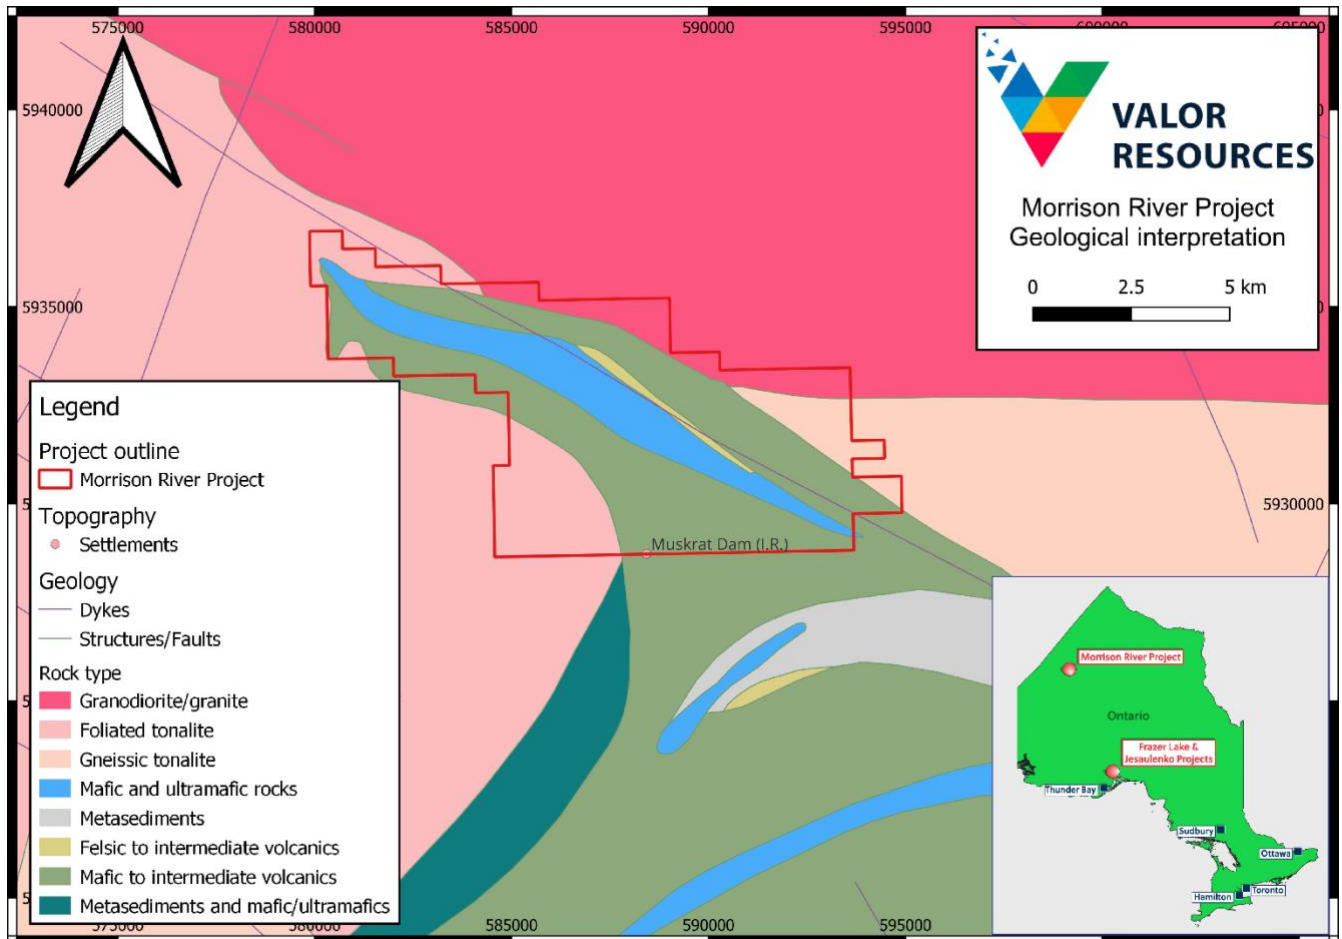 575000
580000
585000
590000
595000
5940000
5935000
5930000
VALOR
RESOURCES
Morrison River Project
Geological interpretation
0 2.5 5 km
Legend
Project outline
Morrison River Project
Topography
Settlements
Geology
Dykes
Structures/Faults
Rock type
Granodiorite/granite
Foliated tonalite
Gneissic tonalite
Mafic and ultramafic rocks
Metasediments
Felsic to intermediate volcanics
Mafic to intermediate volcanics
Metasediments and mafic/ultramafics
Muskrat Dam (I.R.)
Morrison River Project
Ontario
Frazer Lake &
Jesaulenko Projects
Thunder Bay
Sudbury
Ottawa
Toronto
Hamilton
575000
580000
585000
590000
595000